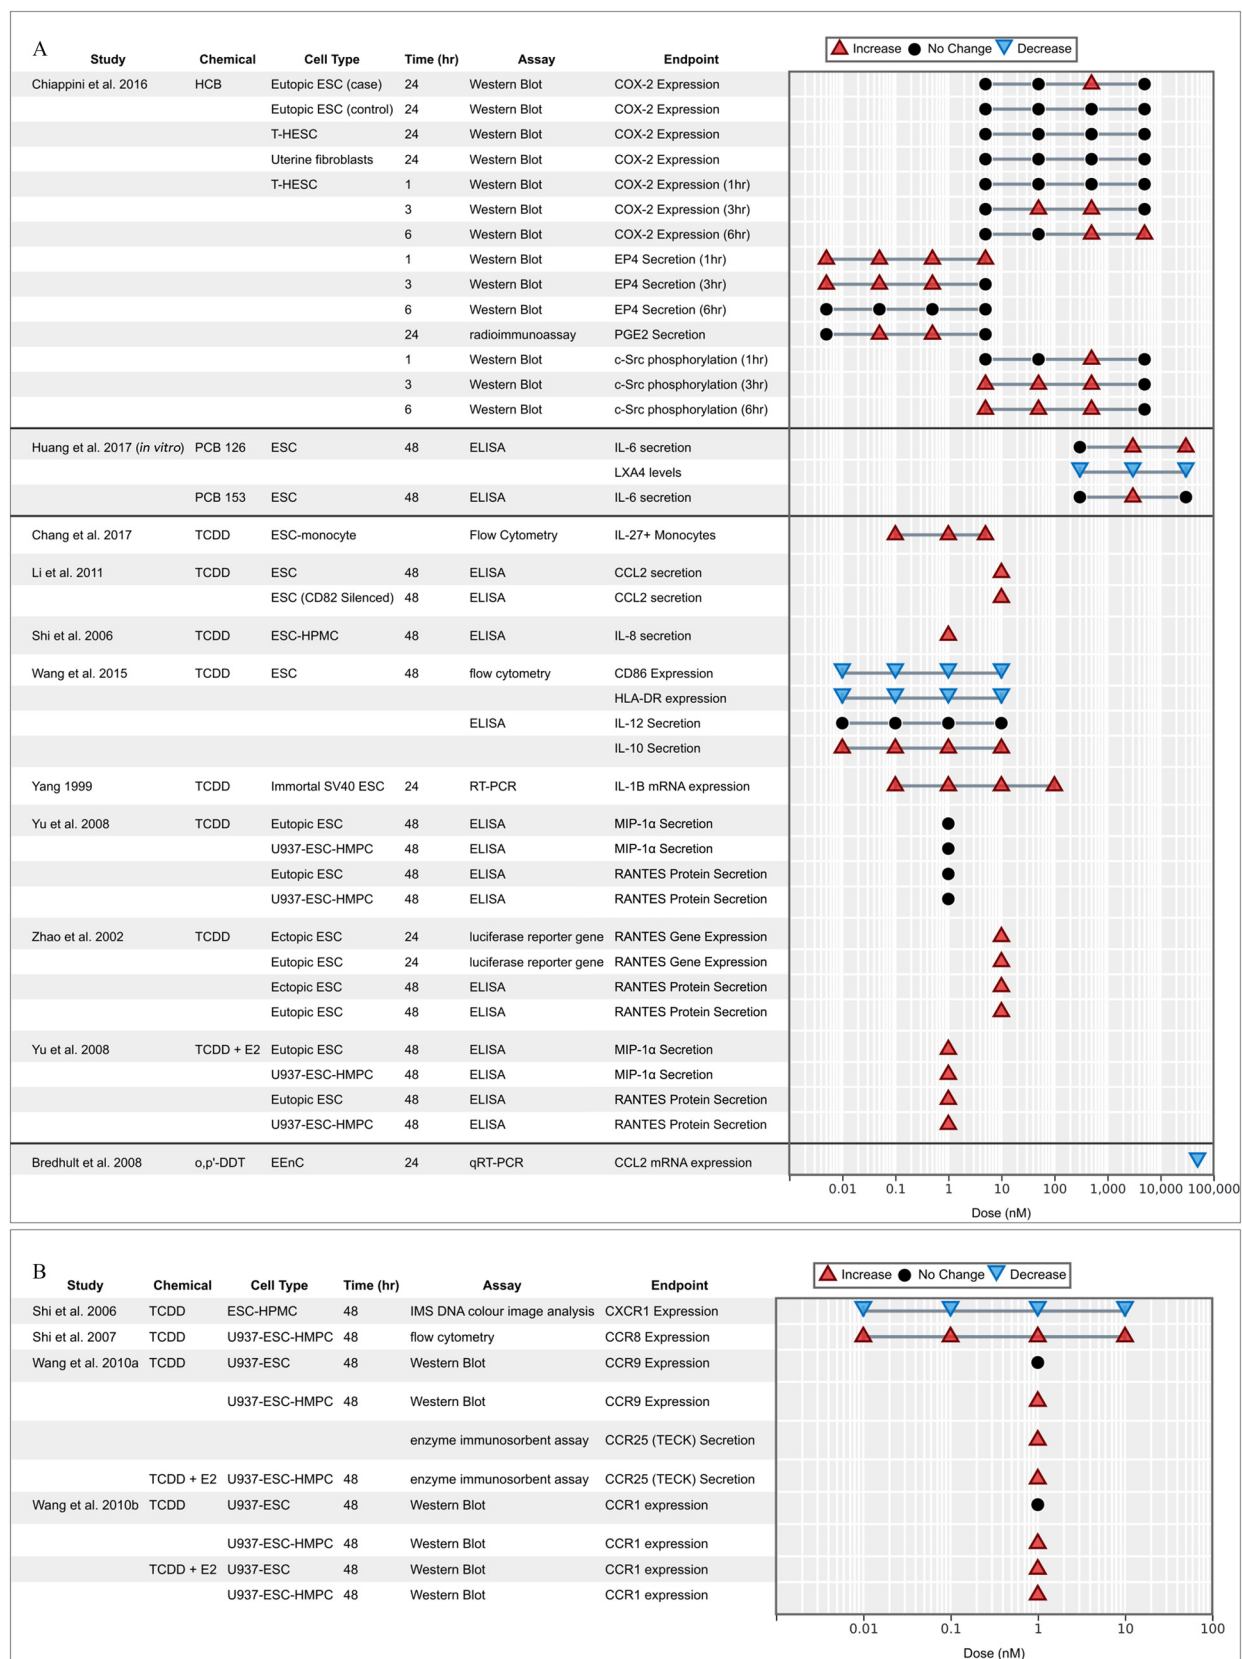 A
Increase No Change Decrease
Study Chemical Cell Type Time (hr) Assay Endpoint
Chiappini et al. 2016 HCB Eutopic ESC (case) 24 Western Blot COX-2 Expression
Eutopic ESC (control) 24 Western Blot COX-2 Expression
T-HESC 24 Western Blot COX-2 Expression
Uterine fibroblasts 24 Western Blot COX-2 Expression
T-HESC 1 Western Blot COX-2 Expression (1hr)
3 Western Blot COX-2 Expression (3hr)
6 Western Blot COX-2 Expression (6hr)
1 Western Blot EP4 Secretion (1hr)
3 Western Blot EP4 Secretion (3hr)
6 Western Blot EP4 Secretion (6hr)
24 radioimmunoassay PGE2 Secretion
1 Western Blot c-Src phosphorylation (1hr)
3 Western Blot c-Src phosphorylation (3hr)
6 Western Blot c-Src phosphorylation (6hr)
Huang et al. 2017 (in vitro) PCB 126 ESC 48 ELISA IL-6 secretion
LXA4 levels
PCB 153 ESC 48 ELISA IL-6 secretion
Chang et al. 2017 TCDD ESC-monocyte Flow Cytometry IL-27+ Monocytes
Li et al. 2011 TCDD ESC 48 ELISA CCL2 secretion
ESC (CD82 Silenced) 48 ELISA CCL2 secretion
Shi et al. 2006 TCDD ESC-HPMC 48 ELISA IL-8 secretion
Wang et al. 2015 TCDD ESC 48 flow cytometry CD86 Expression
HLA-DR expression
ELISA IL-12 Secretion
IL-10 Secretion
Yang 1999 TCDD Immortal SV40 ESC 24 RT-PCR IL-1B mRNA expression
Yu et al. 2008 TCDD Eutopic ESC 48 ELISA MIP-1α Secretion
U937-ESC-HMPC 48 ELISA MIP-1α Secretion
Eutopic ESC 48 ELISA RANTES Protein Secretion
U937-ESC-HMPC 48 ELISA RANTES Protein Secretion
Zhao et al. 2002 TCDD Ectopic ESC 24 luciferase reporter gene RANTES Gene Expression
Eutopic ESC 24 luciferase reporter gene RANTES Gene Expression
Ectopic ESC 48 ELISA RANTES Protein Secretion
Eutopic ESC 48 ELISA RANTES Protein Secretion
Yu et al. 2008 TCDD + E2 Eutopic ESC 48 ELISA MIP-1α Secretion
U937-ESC-HMPC 48 ELISA MIP-1α Secretion
Eutopic ESC 48 ELISA RANTES Protein Secretion
U937-ESC-HMPC 48 ELISA RANTES Protein Secretion
Bredhult et al. 2008 o,p'-DDT EEnC 24 qRT-PCR CCL2 mRNA expression
0.01 0.1 1 10 100 1,000 10,000 100,000
Dose (nM)
B
Increase No Change Decrease
Study Chemical Cell Type Time (hr) Assay Endpoint
Shi et al. 2006 TCDD ESC-HPMC 48 IMS DNA colour image analysis CXCR1 Expression
Shi et al. 2007 TCDD U937-ESC-HMPC 48 flow cytometry CCR8 Expression
Wang et al. 2010a TCDD U937-ESC 48 Western Blot CCR9 Expression
U937-ESC-HMPC 48 Western Blot CCR9 Expression
enzyme immunosorbent assay CCR25 (TECK) Secretion
TCDD + E2 U937-ESC-HMPC 48 enzyme immunosorbent assay CCR25 (TECK) Secretion
Wang et al. 2010b TCDD U937-ESC 48 Western Blot CCR1 expression
U937-ESC-HMPC 48 Western Blot CCR1 expression
TCDD + E2 U937-ESC 48 Western Blot CCR1 expression
U937-ESC-HMPC 48 Western Blot CCR1 expression
0.01 0.1 1 10 100
Dose (nM)